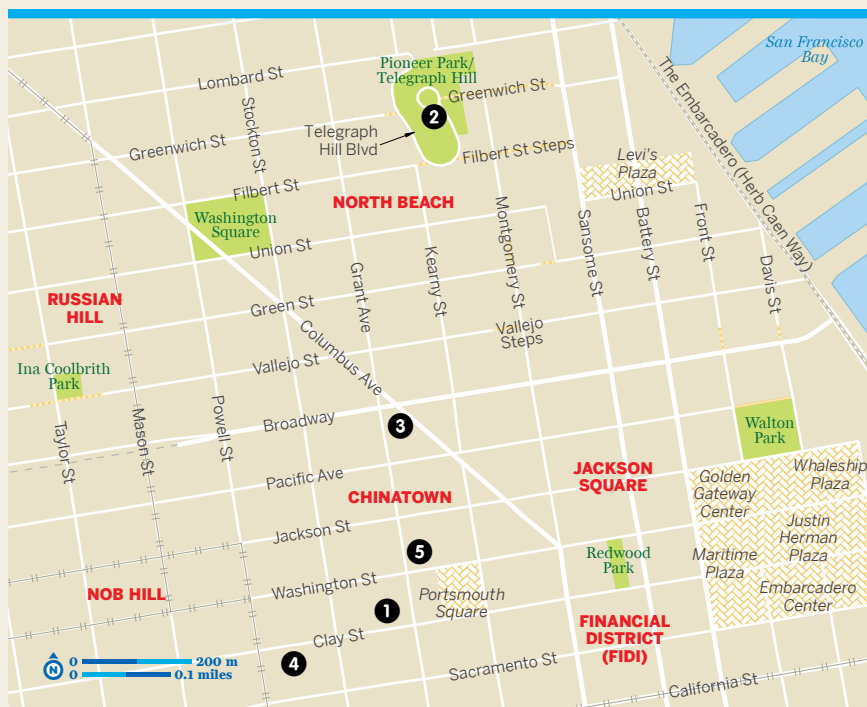 San Francisco
Bay
Pioneer Park/
Telegraph Hill
Lombard St
Greenwich St
The Embarcadero (Herb Caen Way)
Stockton St
2
Telegraph
Hill Blvd
Greenwich St
Filbert St Steps
Levi's
Plaza
Filbert St
NORTH BEACH
Union St
Washington
Square
Montgomery St
Sansome St
Battery St
Front St
Union St
Kearny St
Grant Ave
Davis St
RUSSIAN
HILL
Green St
Columbus Ave
Vallejo
Steps
Vallejo St
Ina Coolbrith
Park
Taylor St
Mason St
Powell St
Broadway
3
Walton
Park
Pacific Ave
CHINATOWN
JACKSON
SQUARE
Golden
Gateway
Center
Whaleship
Plaza
Jackson St
5
Redwood
Park
Maritime
Plaza
Justin
Herman
Plaza
NOB HILL
Washington St
Portsmouth
Square
Embarcadero
Center
1
Clay St
FINANCIAL
DISTRICT
(FIDI)
4
Sacramento St
California St
N
0 200 m
0 0.1 miles